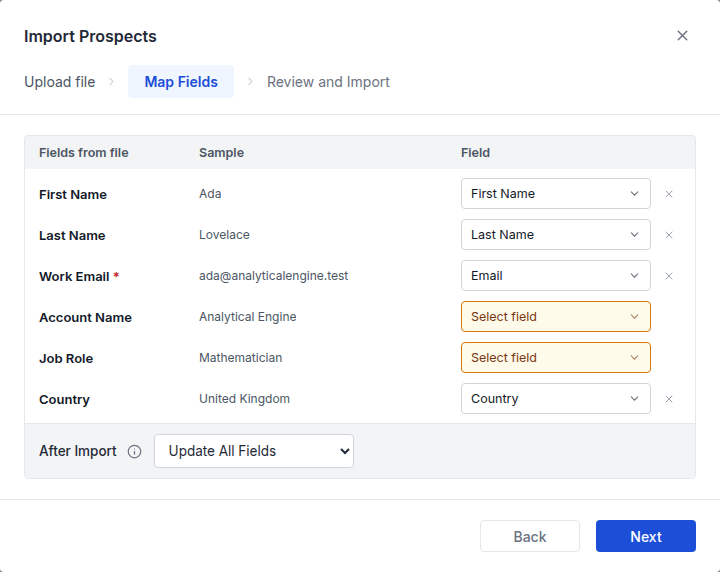 Import Prospects
Upload file
Map Fields
Review and Import
Fields from file Sample Field
First Name Ada First Name
Last Name Lovelace Last Name
Work Email * ada@analyticalengine.test Email
Account Name Analytical Engine Select field
Job Role Mathematician Select field
Country United Kingdom Country
After Import Update All Fields
Back Next